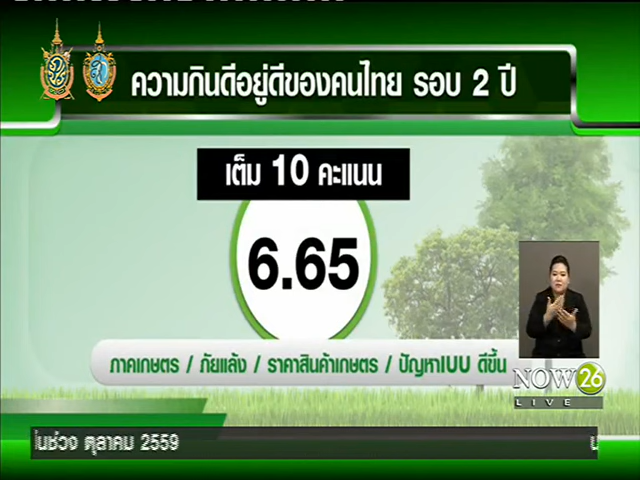 ความกินดีอยู่ดีของคนไทย รอบ 2 ปี
เต็ม 10 คะแนน
6.65
ภาคเกษตร / ภัยแล้ง / ราคาสินค้าเกษตร / ปัญหาIUU ดีขึ้น
NOW26
LIVE
ในช่วง ตุลาคม 2559